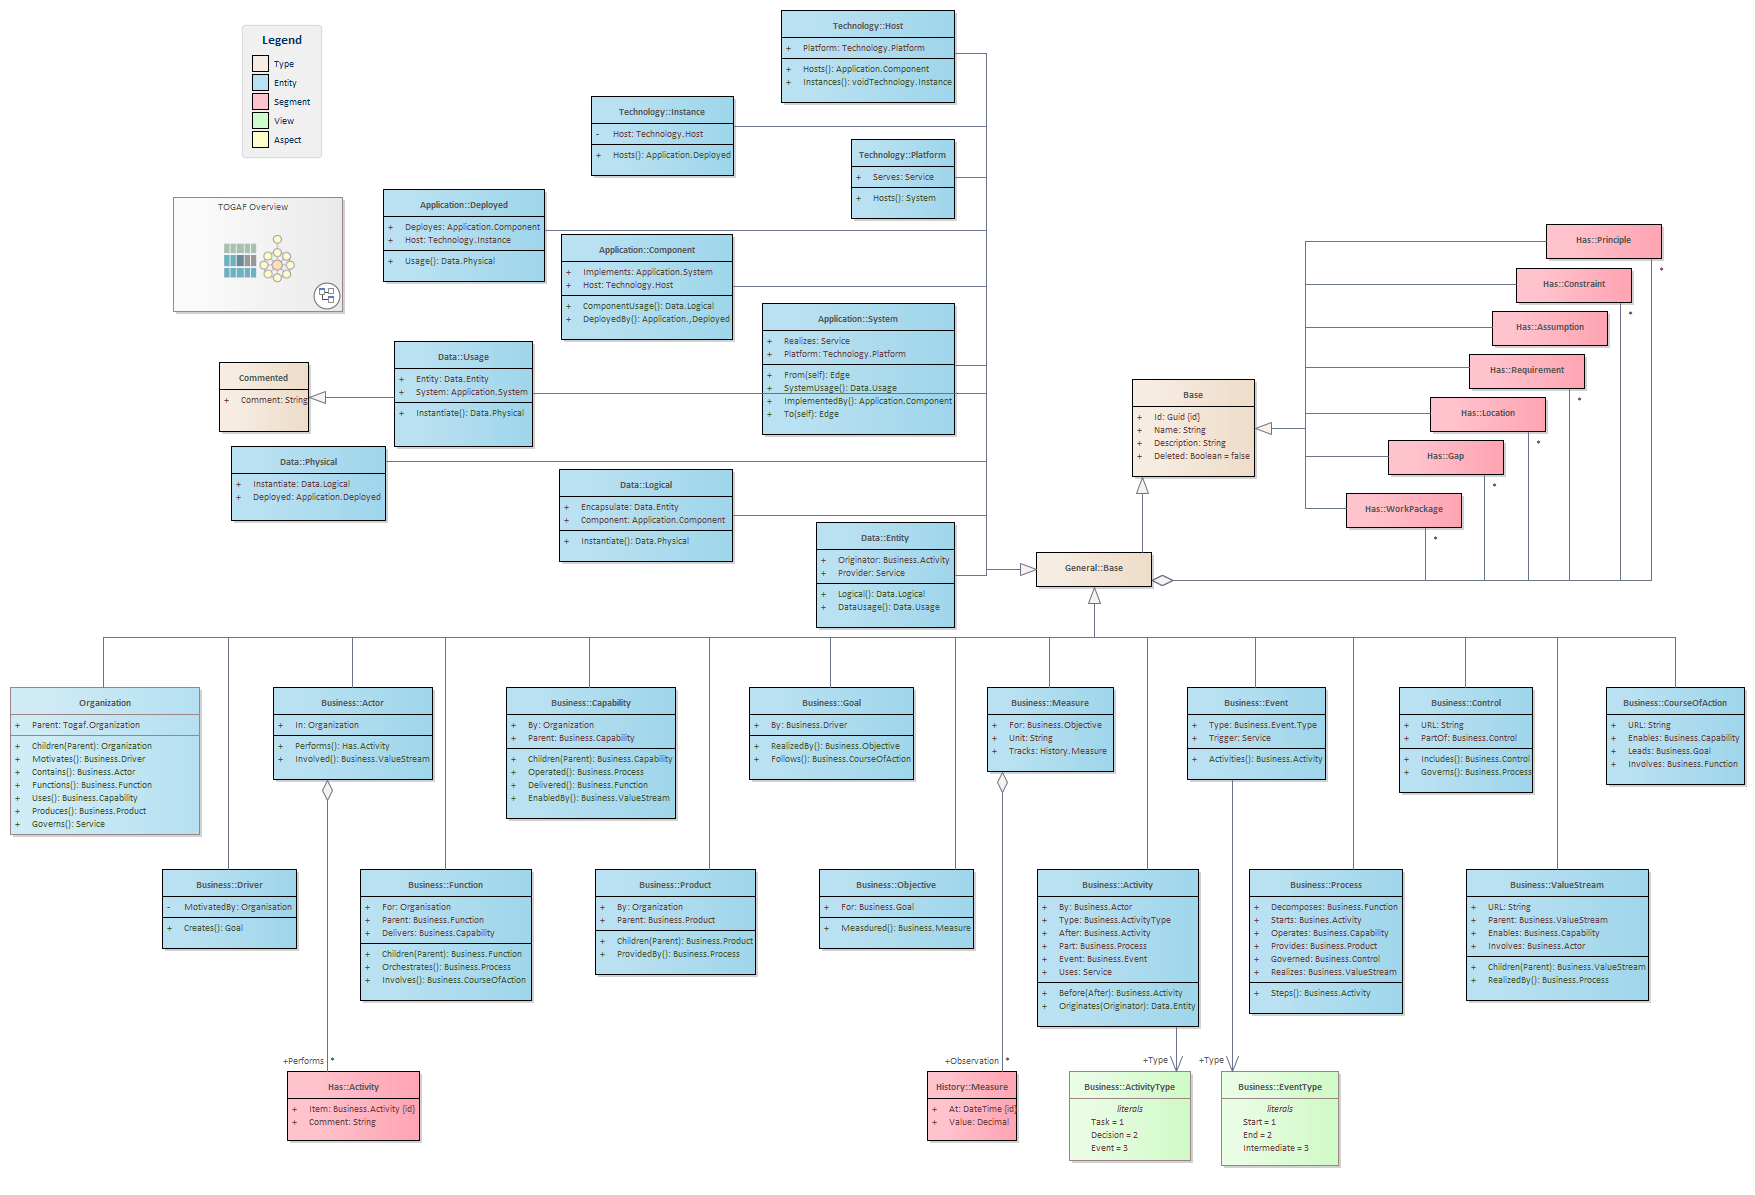 Legend
Type
Entity
Segment
View
Aspect
TOGAF Overview
Technology::Host
+ Platform: Technology.Platform
+ Hosts(): Application.Component
+ Instances(): voidTechnology.Instance
Technology::Instance
- Host: Technology.Host
+ Hosts(): Application.Deployed
Technology::Platform
+ Serves: Service
+ Hosts(): System
Application::Deployed
+ Deployes: Application.Component
+ Host: Technology.Instance
+ Usage(): Data.Physical
Application::Component
+ Implements: Application.System
+ Host: Technology.Host
+ ComponentUsage(): Data.Logical
+ DeployedBy(): Application.,Deployed
Application::System
+ Realizes: Service
+ Platform: Technology.Platform
+ From(self): Edge
+ SystemUsage(): Data.Usage
+ ImplementedBy(): Application.Component
+ To(self): Edge
Data::Usage
+ Entity: Data.Entity
+ System: Application.System
+ Instantiate(): Data.Physical
Commented
+ Comment: String
Data::Physical
+ Instantiate: Data.Logical
+ Deployed: Application.Deployed
Data::Logical
+ Encapsulate: Data.Entity
+ Component: Application.Component
+ Instantiate(): Data.Physical
Data::Entity
+ Originator: Business.Activity
+ Provider: Service
+ Logical(): Data.Logical
+ DataUsage(): Data.Usage
Base
+ Id: Guid {id}
+ Name: String
+ Description: String
+ Deleted: Boolean = false
General::Base
Has::Principle
*
Has::Constraint
*
Has::Assumption
Has::Requirement
*
Has::Location
*
Has::Gap
*
Has::WorkPackage
*
Organization
+ Parent: Togaf.Organization
+ Children(Parent): Organization
+ Motivates(): Business.Driver
+ Contains(): Business.Actor
+ Functions(): Business.Function
+ Uses(): Business.Capability
+ Produces(): Business.Product
+ Governs(): Service
Business::Actor
+ In: Organization
+ Performs(): Has.Activity
+ Involved(): Business.ValueStream
Business::Capability
+ By: Organization
+ Parent: Business.Capability
+ Children(Parent): Business.Capability
+ Operated(): Business.Process
+ Delivered(): Business.Function
+ EnabledBy(): Business.ValueStream
Business::Goal
+ By: Business.Driver
+ RealizedBy(): Business.Objective
+ Follows(): Business.CourseOfAction
Business::Measure
+ For: Business.Objective
+ Unit: String
+ Tracks: History.Measure
Business::Event
+ Type: Business.Event.Type
+ Trigger: Service
+ Activities(): Business.Activity
Business::Control
+ URL: String
+ PartOf: Business.Control
+ Includes(): Business.Control
+ Governs(): Business.Process
Business::CourseOfAction
+ URL: String
+ Enables: Business.Capability
+ Leads: Business.Goal
+ Involves: Business.Function
Business::Driver
- MotivatedBy: Organisation
+ Creates(): Goal
Business::Function
+ For: Organisation
+ Parent: Business.Function
+ Delivers: Business.Capability
+ Children(Parent): Business.Function
+ Orchestrates(): Business.Process
+ Involves(): Business.CourseOfAction
Business::Product
+ By: Organization
+ Parent: Business.Product
+ Children(Parent): Business.Product
+ ProvidedBy(): Business.Process
Business::Objective
+ For: Business.Goal
+ Measdured(): Business.Measure
Business::Activity
+ By: Business.Actor
+ Type: Business.ActivityType
+ After: Business.Activity
+ Part: Business.Process
+ Event: Business.Event
+ Uses: Service
+ Before(After): Business.Activity
+ Originates(Originator): Data.Entity
Business::Process
+ Decomposes: Business.Function
+ Starts: Business.Activity
+ Operates: Business.Capability
+ Provides: Business.Product
+ Governed: Business.Control
+ Realizes: Business.ValueStream
+ Steps(): Business.Activity
Business::ValueStream
+ URL: String
+ Parent: Business.ValueStream
+ Enables: Business.Capability
+ Involves: Business.Actor
+ Children(Parent): Business.ValueStream
+ RealizedBy(): Business.Process
+Performs *
+Observation *
+Type
+Type
Has::Activity
+ Item: Business.Activity {id}
+ Comment: String
History::Measure
+ At: DateTime {id}
+ Value: Decimal
Business::ActivityType
literals
Task = 1
Decision = 2
Event = 3
Business::EventType
literals
Start = 1
End = 2
Intermediate = 3